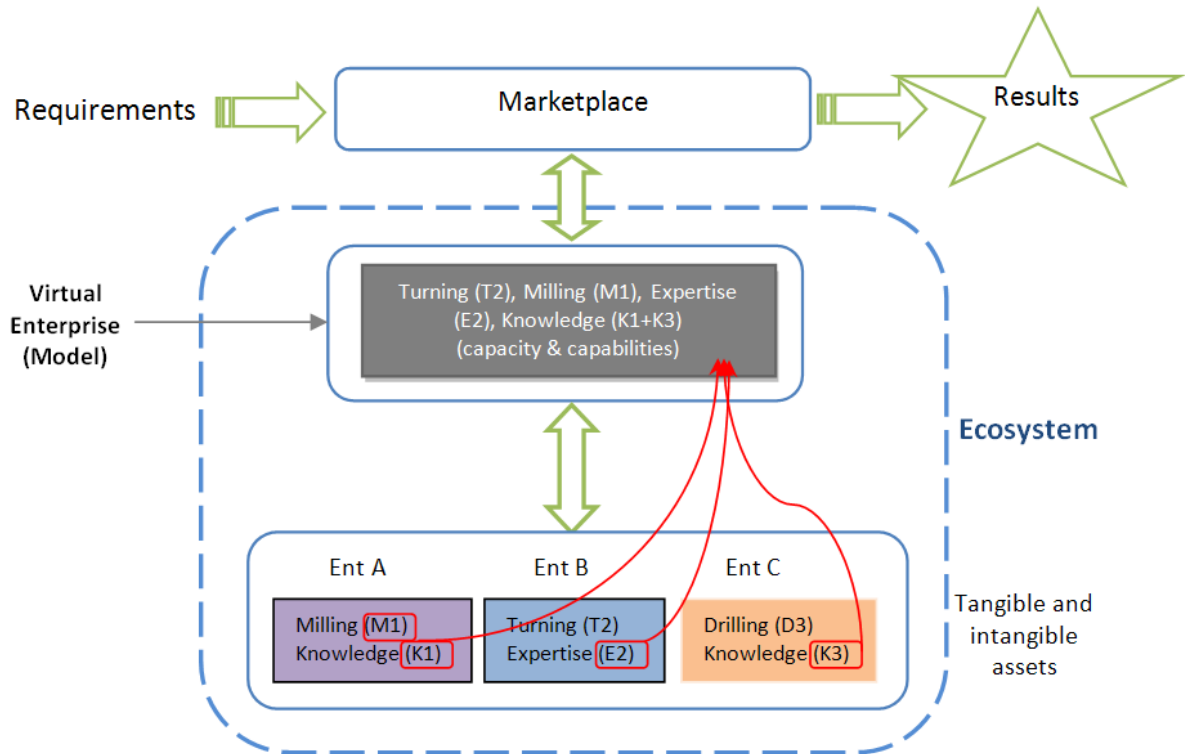 Requirements
Marketplace
Results
Virtual
Enterprise
(Model)
Turning (T2), Milling (M1), Expertise
(E2), Knowledge (K1+K3)
(capacity & capabilities)
Ecosystem
Ent A
Ent B
Ent C
Milling (M1)
Knowledge (K1)
Turning (T2)
Expertise (E2)
Drilling (D3)
Knowledge (K3)
Tangible and
intangible
assets